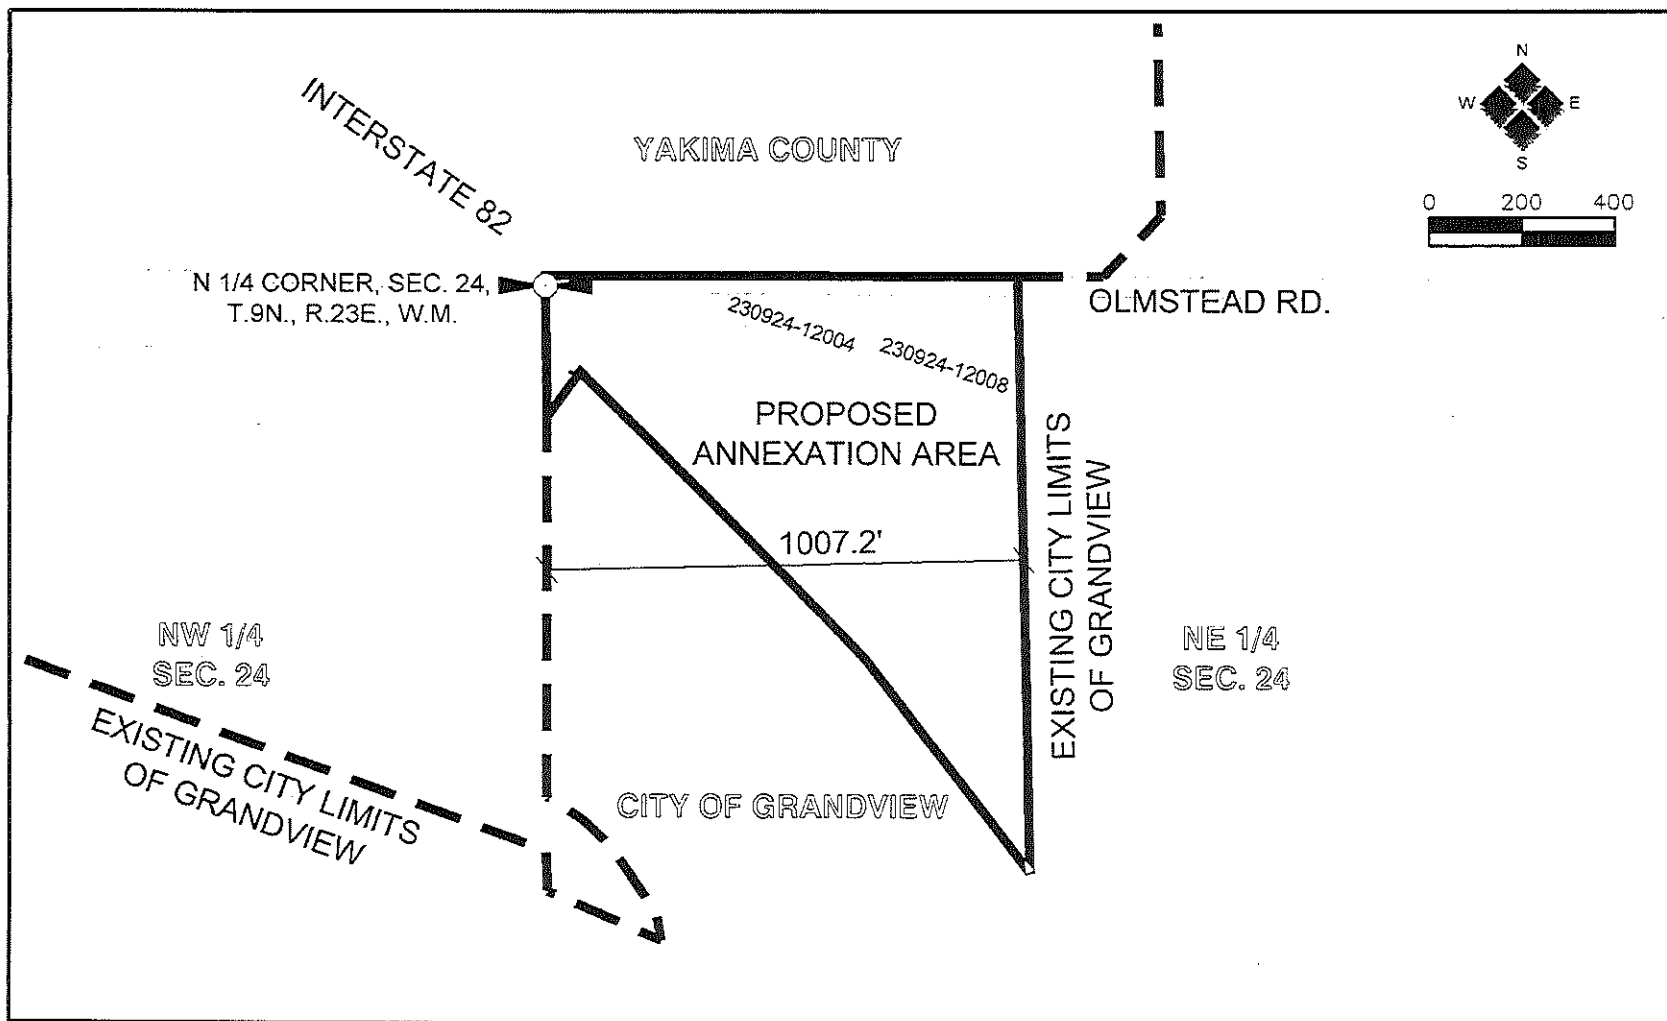 INTERSTATE 82
YAKIMA COUNTY
N
W E
S
0 200 400
N 1/4 CORNER, SEC. 24,
T.9N., R.23E., W.M.
OLMSTEAD RD.
230924-12004
230924-12008
PROPOSED
ANNEXATION AREA
EXISTING CITY LIMITS
OF GRANDVIEW
1007.2'
NW 1/4
SEC. 24
NE 1/4
SEC. 24
EXISTING CITY LIMITS
OF GRANDVIEW
CITY OF GRANDVIEW